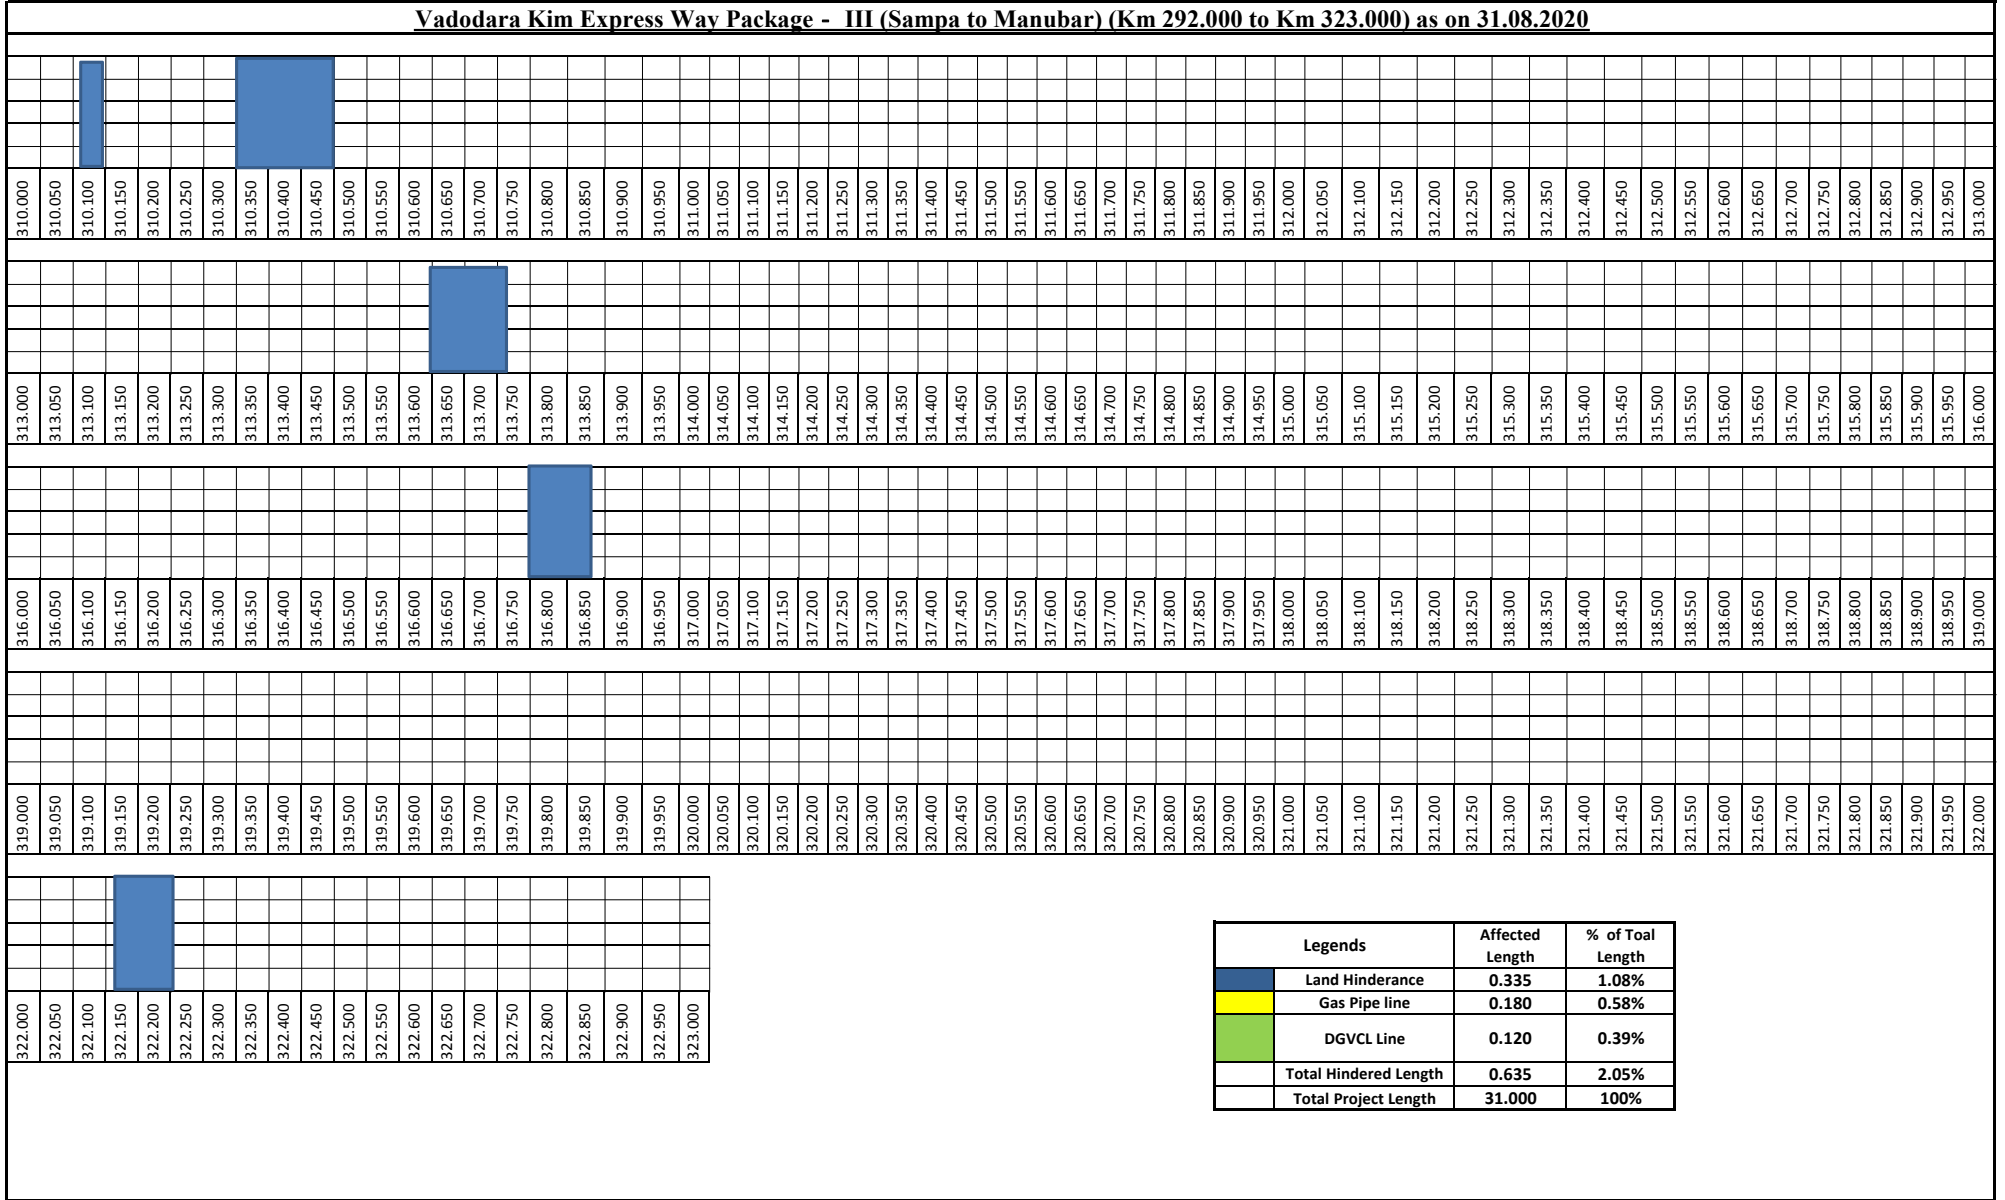 Vadodara Kim Express Way Package - III (Sampa to Manubar) (Km 292.000 to Km 323.000) as on 31.08.2020
310.000 310.050 310.100 310.150 310.200 310.250 310.300 310.350 310.400 310.450 310.500 310.550 310.600 310.650 310.700 310.750 310.800 310.850 310.900 310.950 311.000 311.050 311.100 311.150 311.200 311.250 311.300 311.350 311.400 311.450 311.500 311.550 311.600 311.650 311.700 311.750 311.800 311.850 311.900 311.950 312.000 312.050 312.100 312.150 312.200 312.250 312.300 312.350 312.400 312.450 312.500 312.550 312.600 312.650 312.700 312.750 312.800 312.850 312.900 312.950 313.000
313.000 313.050 313.100 313.150 313.200 313.250 313.300 313.350 313.400 313.450 313.500 313.550 313.600 313.650 313.700 313.750 313.800 313.850 313.900 313.950 314.000 314.050 314.100 314.150 314.200 314.250 314.300 314.350 314.400 314.450 314.500 314.550 314.600 314.650 314.700 314.750 314.800 314.850 314.900 314.950 315.000 315.050 315.100 315.150 315.200 315.250 315.300 315.350 315.400 315.450 315.500 315.550 315.600 315.650 315.700 315.750 315.800 315.850 315.900 315.950 316.000
316.000 316.050 316.100 316.150 316.200 316.250 316.300 316.350 316.400 316.450 316.500 316.550 316.600 316.650 316.700 316.750 316.800 316.850 316.900 316.950 317.000 317.050 317.100 317.150 317.200 317.250 317.300 317.350 317.400 317.450 317.500 317.550 317.600 317.650 317.700 317.750 317.800 317.850 317.900 317.950 318.000 318.050 318.100 318.150 318.200 318.250 318.300 318.350 318.400 318.450 318.500 318.550 318.600 318.650 318.700 318.750 318.800 318.850 318.900 318.950 319.000
319.000 319.050 319.100 319.150 319.200 319.250 319.300 319.350 319.400 319.450 319.500 319.550 319.600 319.650 319.700 319.750 319.800 319.850 319.900 319.950 320.000 320.050 320.100 320.150 320.200 320.250 320.300 320.350 320.400 320.450 320.500 320.550 320.600 320.650 320.700 320.750 320.800 320.850 320.900 320.950 321.000 321.050 321.100 321.150 321.200 321.250 321.300 321.350 321.400 321.450 321.500 321.550 321.600 321.650 321.700 321.750 321.800 321.850 321.900 321.950 322.000
322.000 322.050 322.100 322.150 322.200 322.250 322.300 322.350 322.400 322.450 322.500 322.550 322.600 322.650 322.700 322.750 322.800 322.850 322.900 322.950 323.000
Legends Affected Length % of Toal Length
Land Hinderance 0.335 1.08%
Gas Pipe line 0.180 0.58%
DGVCL Line 0.120 0.39%
Total Hindered Length 0.635 2.05%
Total Project Length 31.000 100%